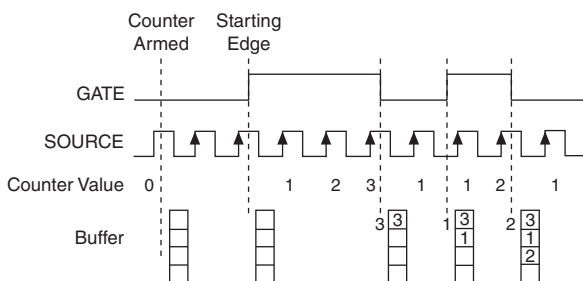 Counter Armed
Starting Edge
GATE
SOURCE
Counter Value 0 1 2 3 1 1 2 1
Buffer
3 3 1 3 2 3
1 1
2